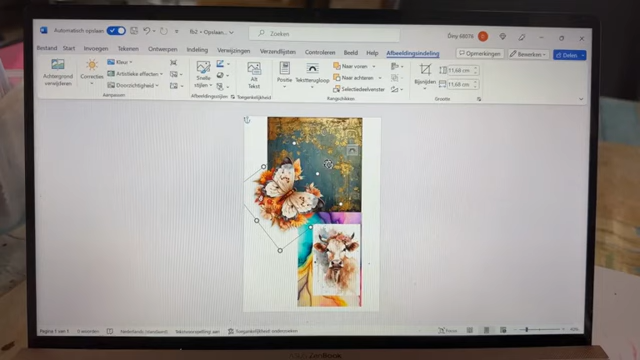 Automatisch opslaan
Zoeken
Bestand Start Invoegen Tekenen Ontwerpen Indeling Verwijzingen Verzendlijsten Controleren Beeld Help Afbeeldingsindeling Opmerkingen Bewerken Delen
Achtergrond verwijderen
Correcties
Kleur
Artistieke effecten
Doorzichtigheid
Snelle stijlen
Alt Tekst
Positie
Tekstterugloop
Naar voren
Naar achteren
Selectiedeelvenster
Bijsnijden
11,68 cm
11,68 cm
Aanpassen Afbeeldingsstijlen Toegankelijkheid Rangschikken Grootte
Pagina 1 van 1 0 woorden Tekstvoorspelling aan Toegankelijkheid: onderzoeken Focus